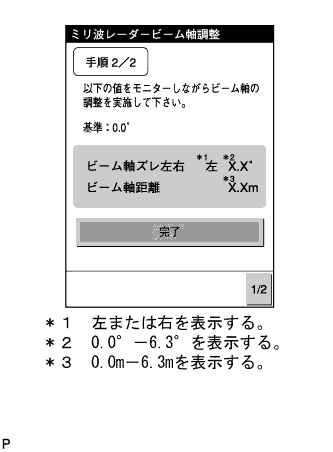 ミリ波レーダービーム軸調整
手順 2/2
以下の値をモニターしながらビーム軸の
調整を実施して下さい。
基準：0.0°
ビーム軸ズレ左右 *1 左 *2 X.X°
ビーム軸距離 *3 X.Xm
完了
1/2
*1 左または右を表示する。
*2 0.0°-6.3°を表示する。
*3 0.0m-6.3mを表示する。
P